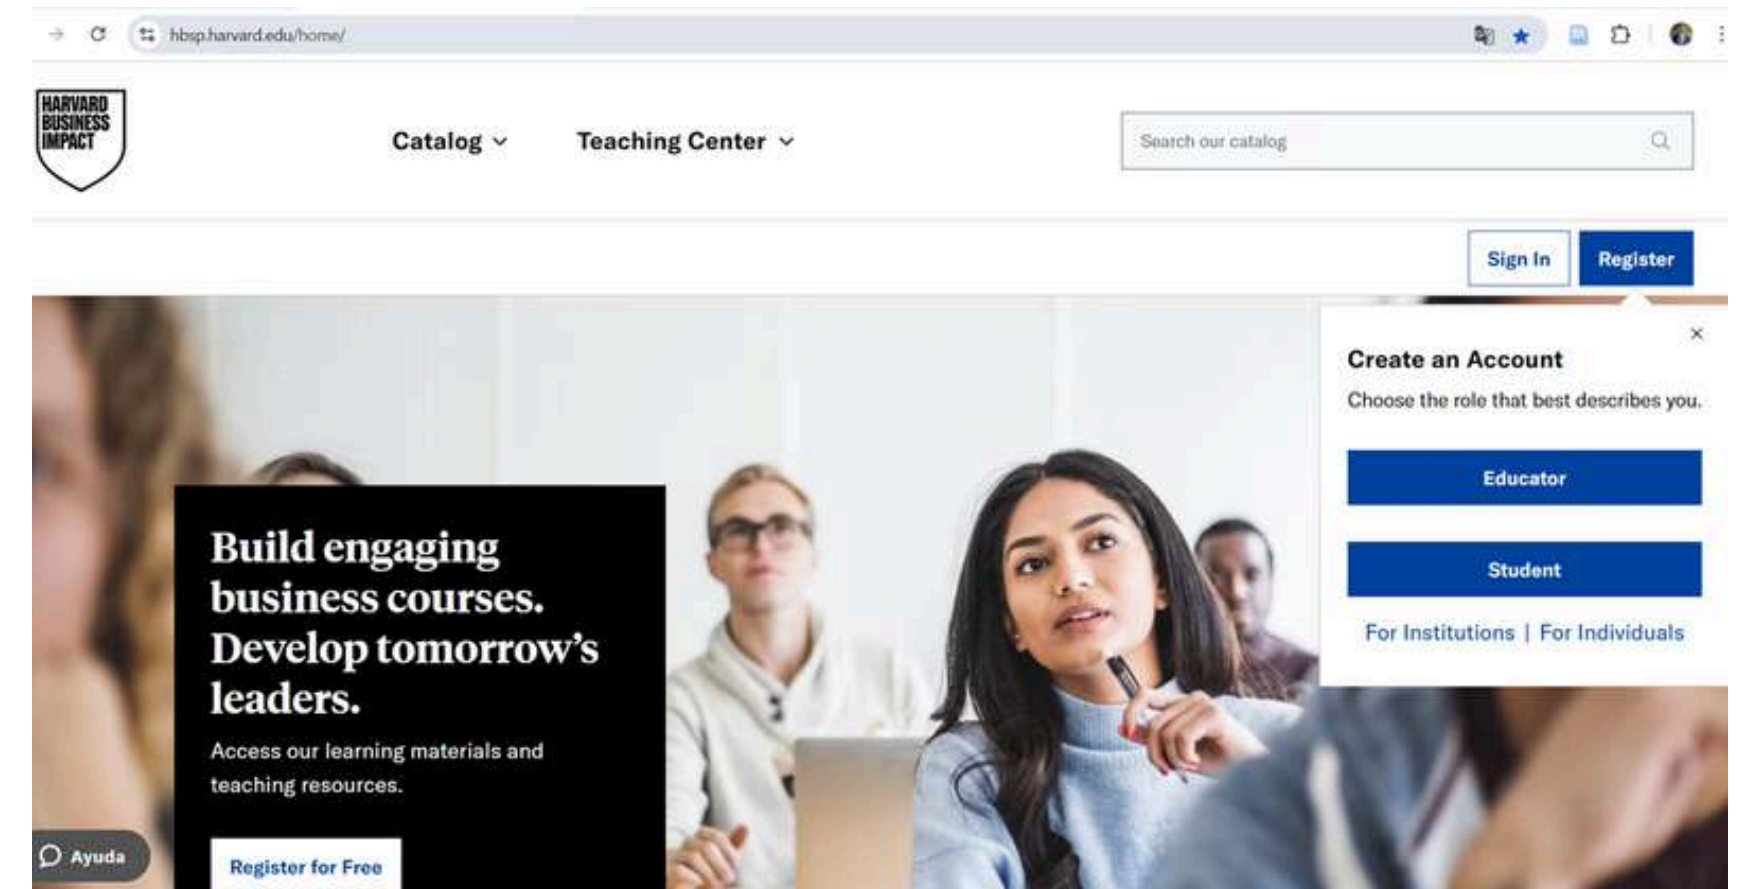 hbsp.harvard.edu/home/
HARVARD
BUSINESS
IMPACT
Catalog
Teaching Center
Search our catalog
Sign In
Register
Create an Account
Choose the role that best describes you.
Educator
Student
For Institutions | For Individuals
Build engaging
business courses.
Develop tomorrow’s
leaders.
Access our learning materials and
teaching resources.
Register for Free
Ayuda